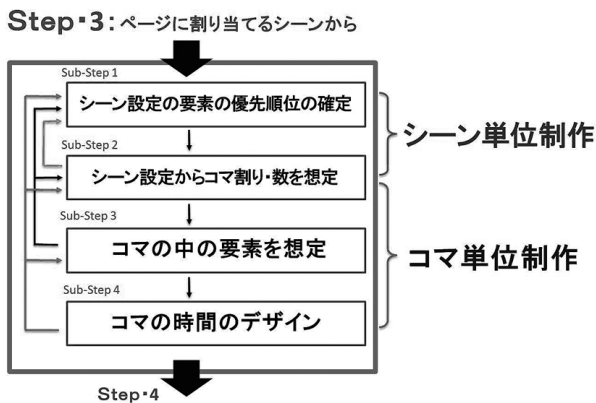 Step・3：ページに割り当てるシーンから
Sub-Step 1
シーン設定の要素の優先順位の確定
Sub-Step 2
シーン設定からコマ割り・数を想定
シーン単位制作
Sub-Step 3
コマの中の要素を想定
コマ単位制作
Sub-Step 4
コマの時間のデザイン
Step・4